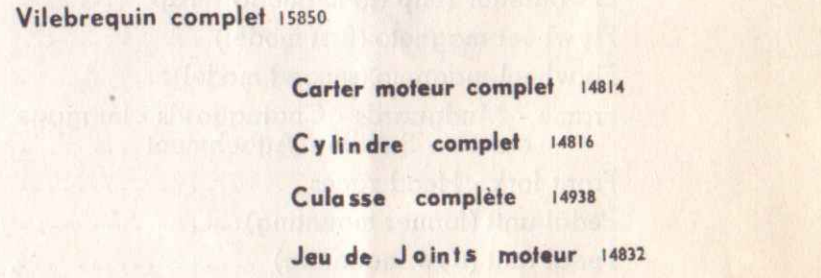 Vilebrequin complet 15850
Carter moteur complet 14814
Cylindre complet 14816
Culasse complète 14938
Jeu de Joints moteur 14832